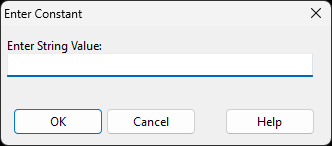 Enter Constant
Enter String Value:
OK
Cancel
Help